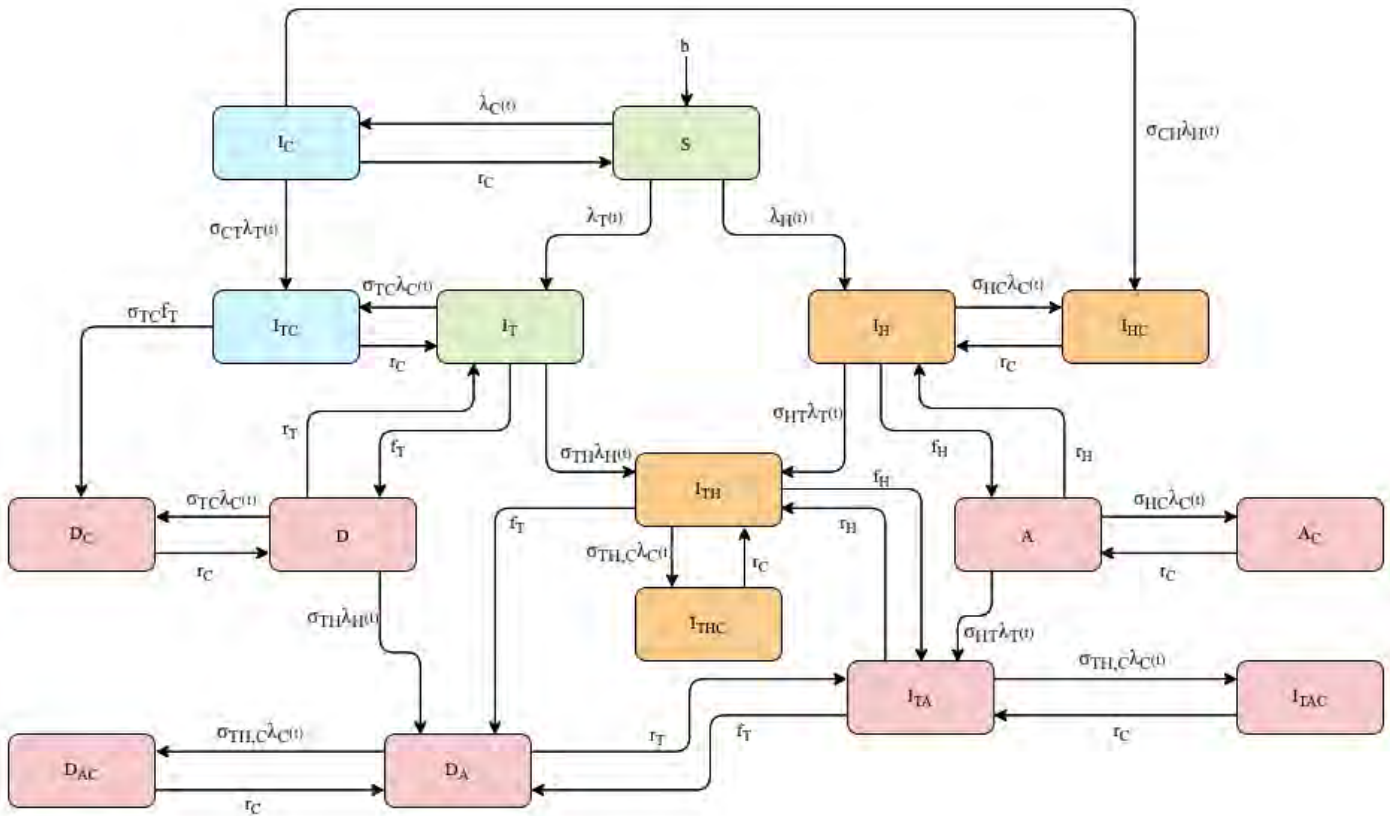 b
λC(t)
IC
S
σCHλH(t)
rC
λT(t)
λH(t)
σCTλT(t)
σTCλC(t)
σHCλC(t)
σTCfT
ITC
IT
IH
IHC
rC
rC
σHTλT(t)
rT
fT
σTHλH(t)
fH
rH
fH
ITH
σTCλC(t)
σHCλC(t)
DC
D
fT
rH
A
AC
σTH,CλC(t
rC
rC
rC
σTHλH(t)
ITHC
σHTλT(t)
σTH,CλC(t)
ITA
ITAC
σTH,CλC(t)
rT
fT
rC
DAC
DA
rC